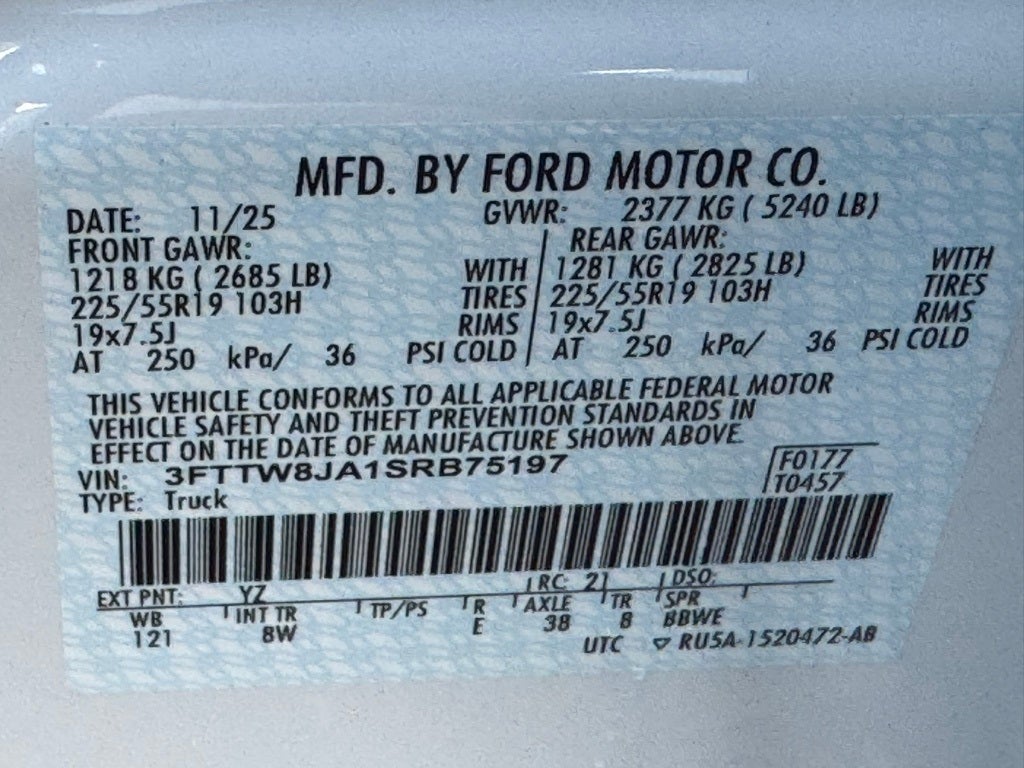 MFD. BY FORD MOTOR CO.
DATE: 11/25 GVWR: 2377 KG ( 5240 LB)
FRONT GAWR: REAR GAWR:
1218 KG ( 2685 LB) WITH 1281 KG ( 2825 LB) WITH
225/55R19 103H TIRES 225/55R19 103H TIRES
19x7.5J RIMS 19x7.5J RIMS
AT 250 kPa/ 36 PSI COLD AT 250 kPa/ 36 PSI COLD
THIS VEHICLE CONFORMS TO ALL APPLICABLE FEDERAL MOTOR
VEHICLE SAFETY AND THEFT PREVENTION STANDARDS IN
EFFECT ON THE DATE OF MANUFACTURE SHOWN ABOVE.
VIN: 3FTTW8JA1SRB75197 F0177
TYPE: Truck T0457
EXT PNT: YZ RC: 21 DSO:
WB INT TR TP/PS R AXLE TR SPR
121 8W E 38 8 BBWE
UTC ▽ RU5A-1520472-AB